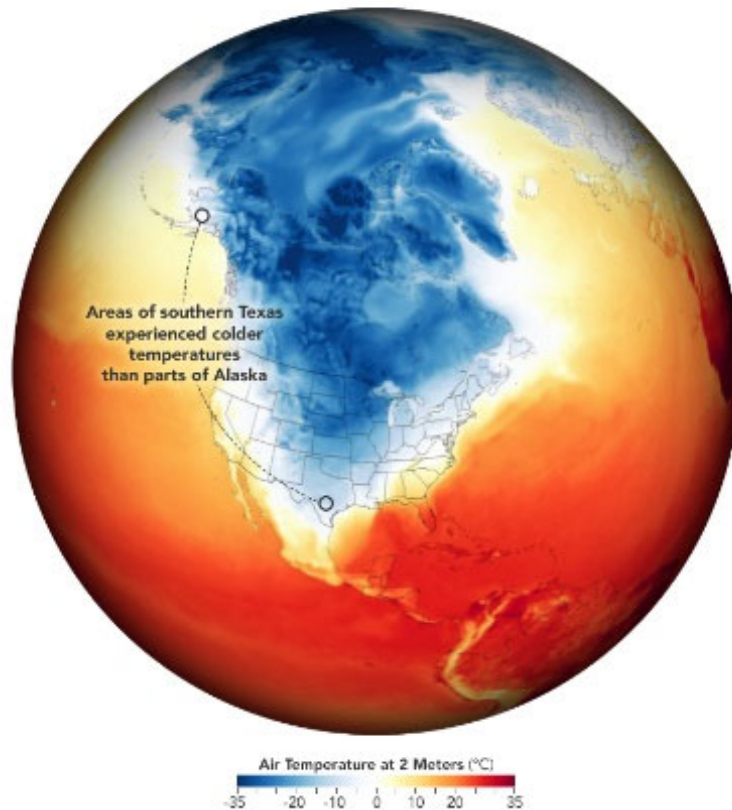 Areas of southern Texas
experienced colder
temperatures
than parts of Alaska
Air Temperature at 2 Meters (°C)
-35 -20 -10 0 10 20 35